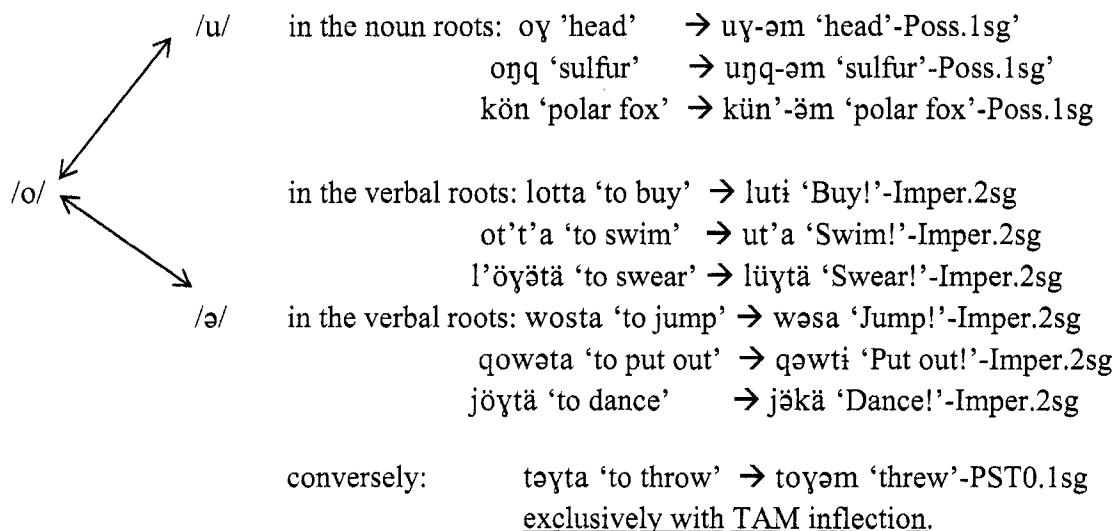 /u/ in the noun roots: oɣ ’head’ → uɣ-əm ‘head’-Poss.1sg’
oŋq ‘sulfur’ → uŋq-əm ‘sulfur’-Poss.1sg’
kön ‘polar fox’ → kün’-ӛm ‘polar fox’-Poss.1sg
/o/ in the verbal roots: lotta ‘to buy’ → lutɨ ‘Buy!’-Imper.2sg
ot’t’a ‘to swim’ → ut’a ‘Swim!’-Imper.2sg
l’öɣӛtä ‘to swear’ → lüɣtä ‘Swear!’-Imper.2sg
/ə/ in the verbal roots: wosta ‘to jump’ → wəsa ‘Jump!’-Imper.2sg
qowəta ‘to put out’ → qəwtɨ ‘Put out!’-Imper.2sg
jöɣtä ‘to dance’ → jӛkä ‘Dance!’-Imper.2sg
conversely: təɣta ‘to throw’ → toɣəm ‘threw’-PST0.1sg
exclusively with TAM inflection.